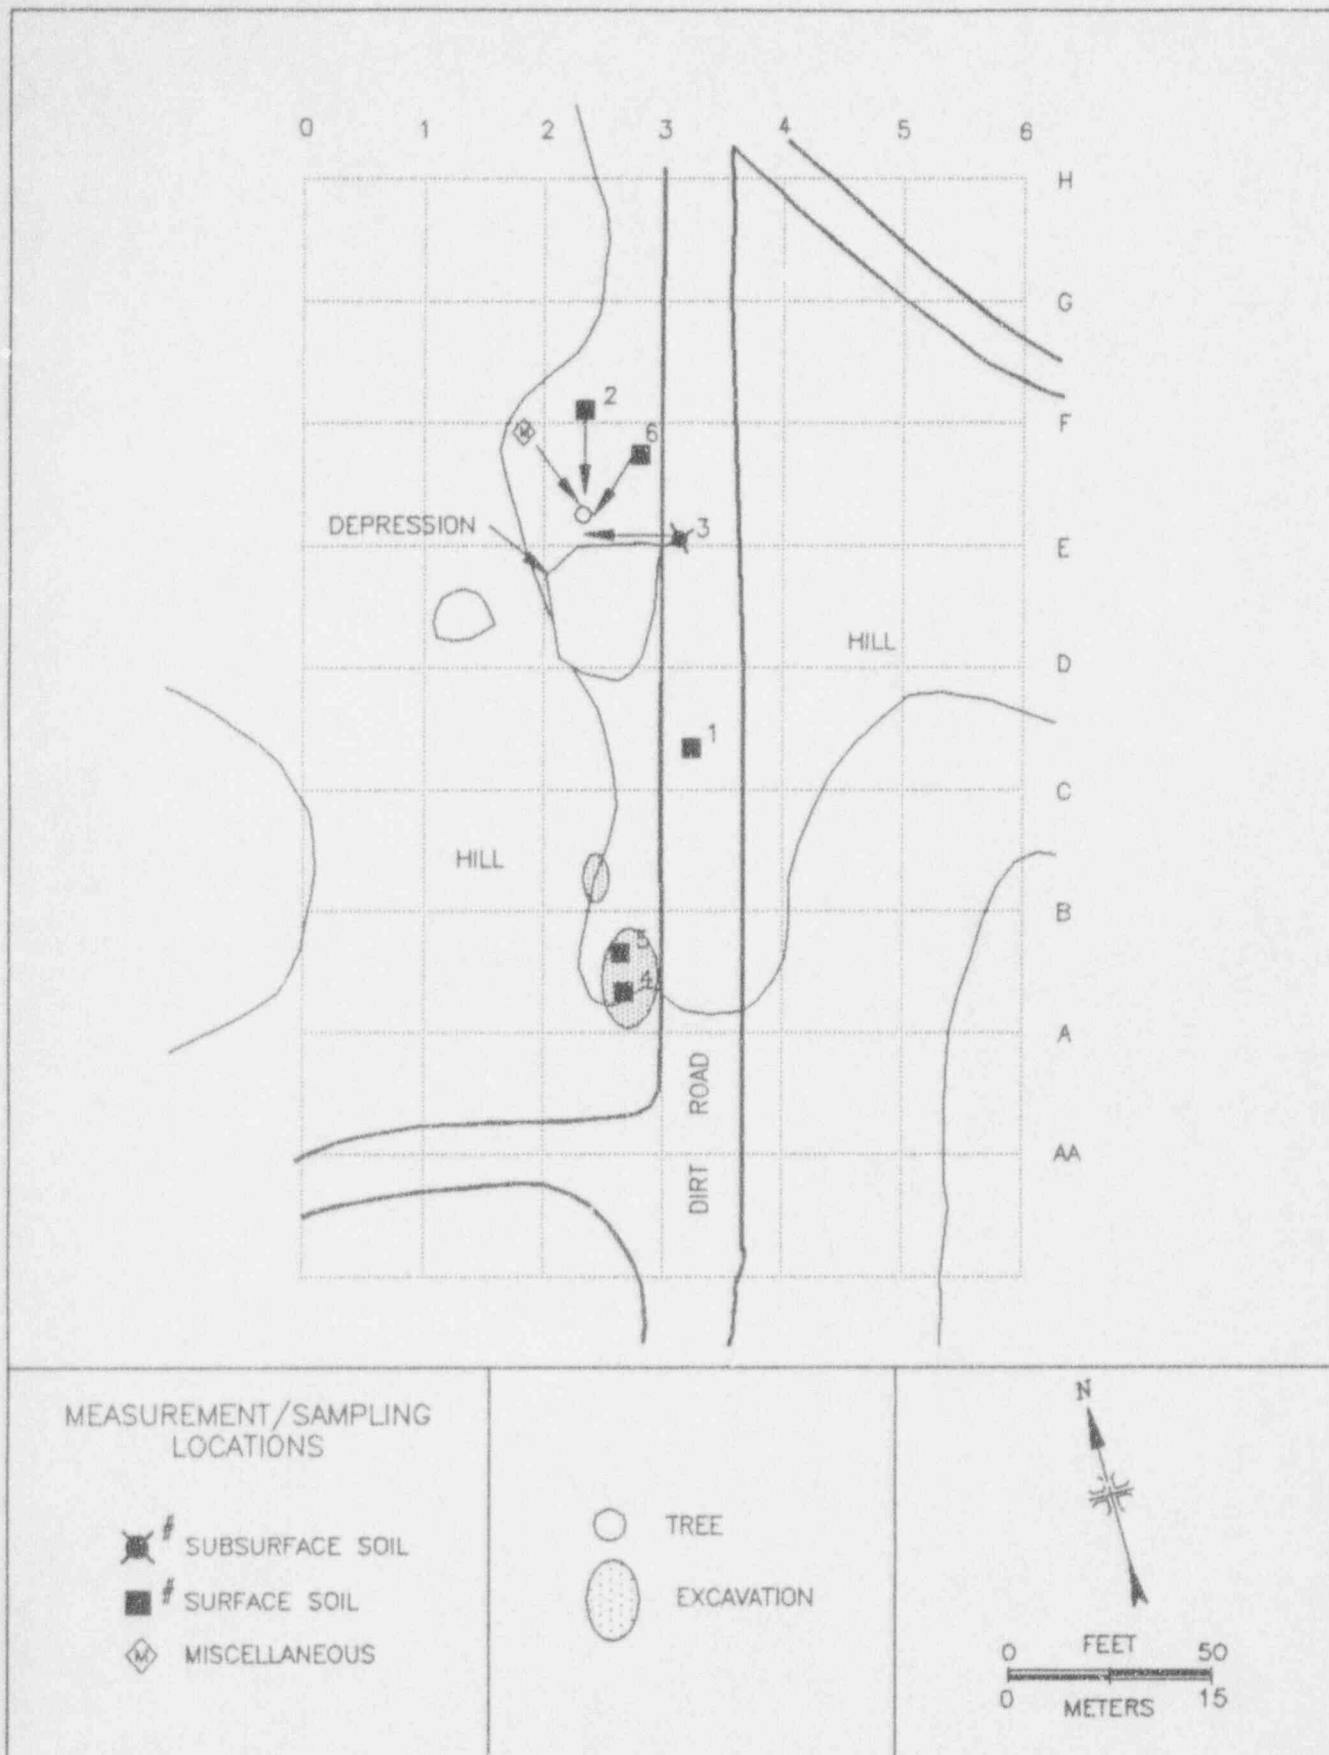 0 1 2 3 4 5 6
H
G
2
F
6
DEPRESSION
3
E
HILL
D
1
C
HILL
B
5
4
A
DIRT ROAD
AA
MEASUREMENT/SAMPLING
LOCATIONS
# SUBSURFACE SOIL
# SURFACE SOIL
M MISCELLANEOUS
TREE
EXCAVATION
N
0 FEET 50
0 METERS 15